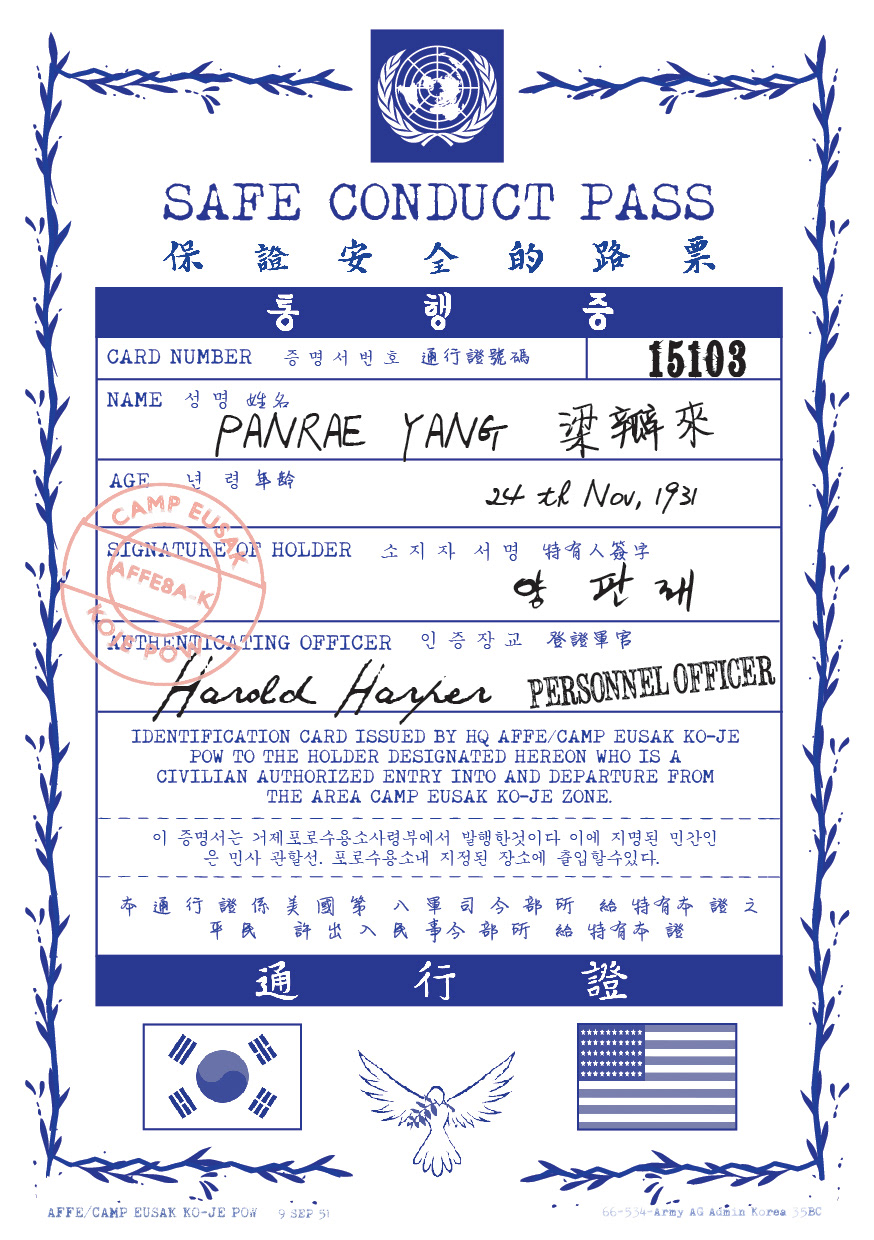 SAFE CONDUCT PASS
保證安全的路票
통행증
CARD NUMBER 증명서번호 通行證號碼 15103
NAME 성명 姓名
PANRAE YANG 梁瓣來
AGE 년령 年齡
24th Nov, 1931
CAMP EUSAK
AFFE8A-K
KOJE POW
SIGNATURE OF HOLDER 소지자 서명 特有人簽字
양판래
AUTHENTICATING OFFICER 인증장교 登證軍官
Harold Harper PERSONNEL OFFICER
IDENTIFICATION CARD ISSUED BY HQ AFFE/CAMP EUSAK KO-JE
POW TO THE HOLDER DESIGNATED HEREON WHO IS A
CIVILIAN AUTHORIZED ENTRY INTO AND DEPARTURE FROM
THE AREA CAMP EUSAK KO-JE ZONE.
이 증명서는 거제포로수용소사령부에서 발행한것이다 이에 지명된 민간인
은 민사 관할선. 포로수용소내 지정된 장소에 출입할수있다.
本通行證係美國第八軍司令部所 給特有本證之
平民 許出入民事令部所 給特有本證
通行證
AFFE/CAMP EUSAK KO-JE POW 9 SEP 51
66-534-Army AG Admin Korea 35BC